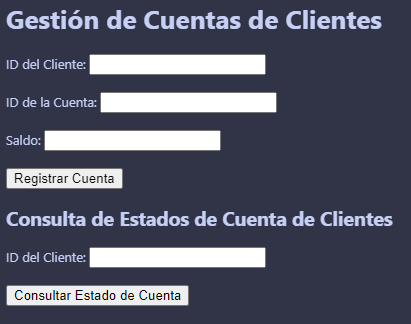 Gestión de Cuentas de Clientes
ID del Cliente:
ID de la Cuenta:
Saldo:
Registrar Cuenta
Consulta de Estados de Cuenta de Clientes
ID del Cliente:
Consultar Estado de Cuenta